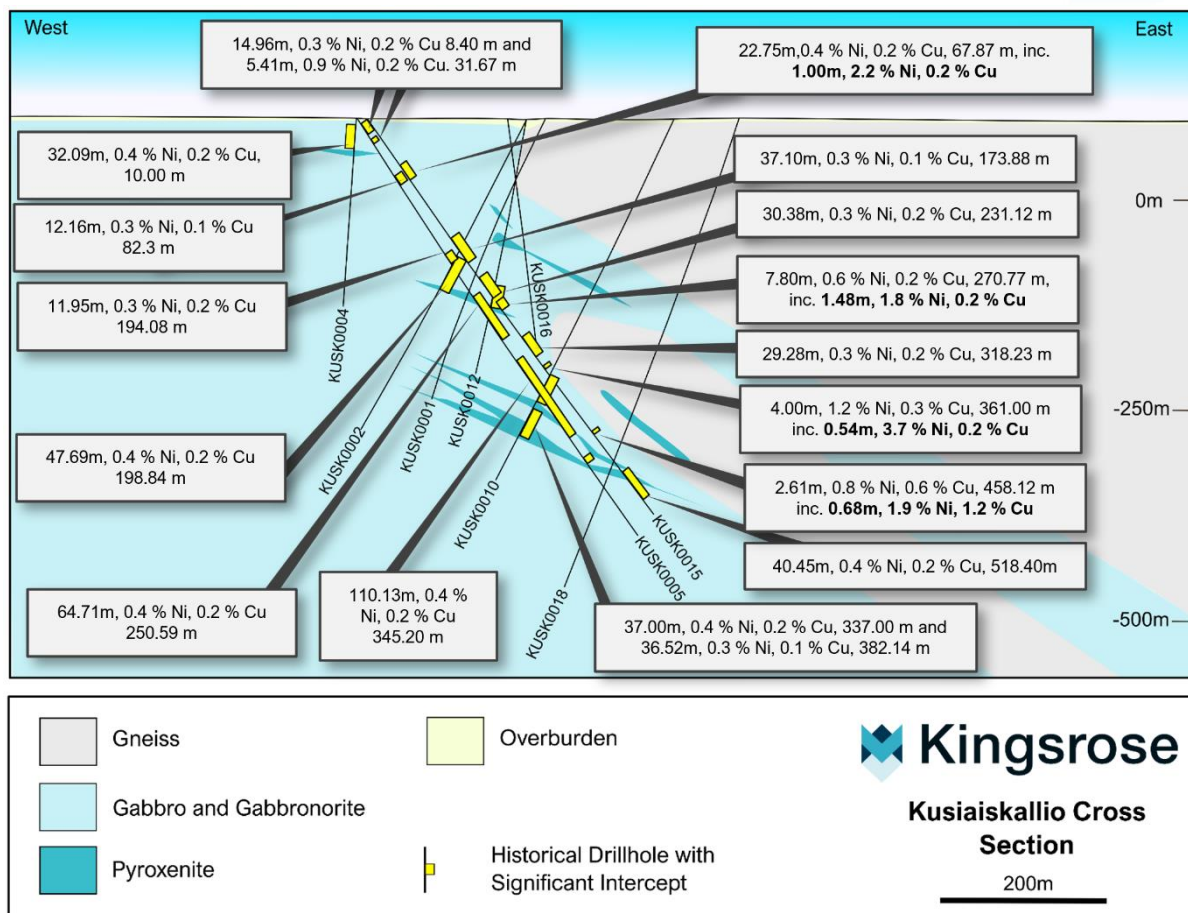 West
East
14.96m, 0.3 % Ni, 0.2 % Cu 8.40 m and
5.41m, 0.9 % Ni, 0.2 % Cu. 31.67 m
22.75m,0.4 % Ni, 0.2 % Cu, 67.87 m, inc.
1.00m, 2.2 % Ni, 0.2 % Cu
32.09m, 0.4 % Ni, 0.2 % Cu,
10.00 m
37.10m, 0.3 % Ni, 0.1 % Cu, 173.88 m
12.16m, 0.3 % Ni, 0.1 % Cu
82.3 m
30.38m, 0.3 % Ni, 0.2 % Cu, 231.12 m
0m
11.95m, 0.3 % Ni, 0.2 % Cu
194.08 m
7.80m, 0.6 % Ni, 0.2 % Cu, 270.77 m,
inc. 1.48m, 1.8 % Ni, 0.2 % Cu
29.28m, 0.3 % Ni, 0.2 % Cu, 318.23 m
4.00m, 1.2 % Ni, 0.3 % Cu, 361.00 m
inc. 0.54m, 3.7 % Ni, 0.2 % Cu
-250m
47.69m, 0.4 % Ni, 0.2 % Cu
198.84 m
2.61m, 0.8 % Ni, 0.6 % Cu, 458.12 m
inc. 0.68m, 1.9 % Ni, 1.2 % Cu
40.45m, 0.4 % Ni, 0.2 % Cu, 518.40m
64.71m, 0.4 % Ni, 0.2 % Cu
250.59 m
110.13m, 0.4 %
Ni, 0.2 % Cu
345.20 m
37.00m, 0.4 % Ni, 0.2 % Cu, 337.00 m and
36.52m, 0.3 % Ni, 0.1 % Cu, 382.14 m
-500m
KUSK0004
KUSK0002
KUSK0001
KUSK0012
KUSK0016
KUSK0010
KUSK0018
KUSK0005
KUSK0015
Gneiss
Overburden
Gabbro and Gabbronorite
Pyroxenite
Historical Drillhole with
Significant Intercept
Kingsrose
Kusiaiskallio Cross
Section
200m